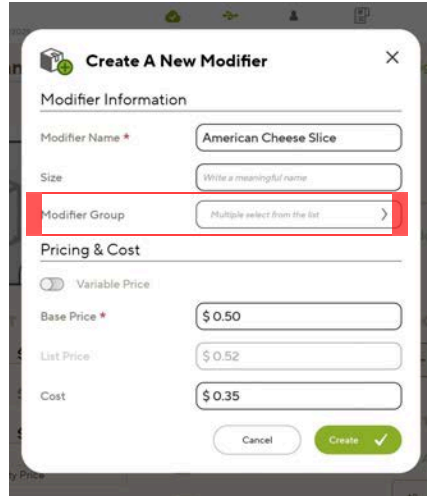 Create A New Modifier
Modifier Information
Modifier Name *
American Cheese Slice
Size
Write a meaningful name
Modifier Group
Multiple select from the list
Pricing & Cost
Variable Price
Base Price *
$ 0.50
List Price
$ 0.52
Cost
$ 0.35
Cancel
Create
Price